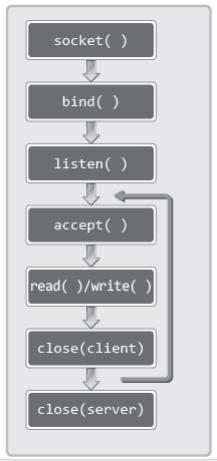 socket( )
bind( )
listen( )
accept( )
read( )/write( )
close(client)
close(server)